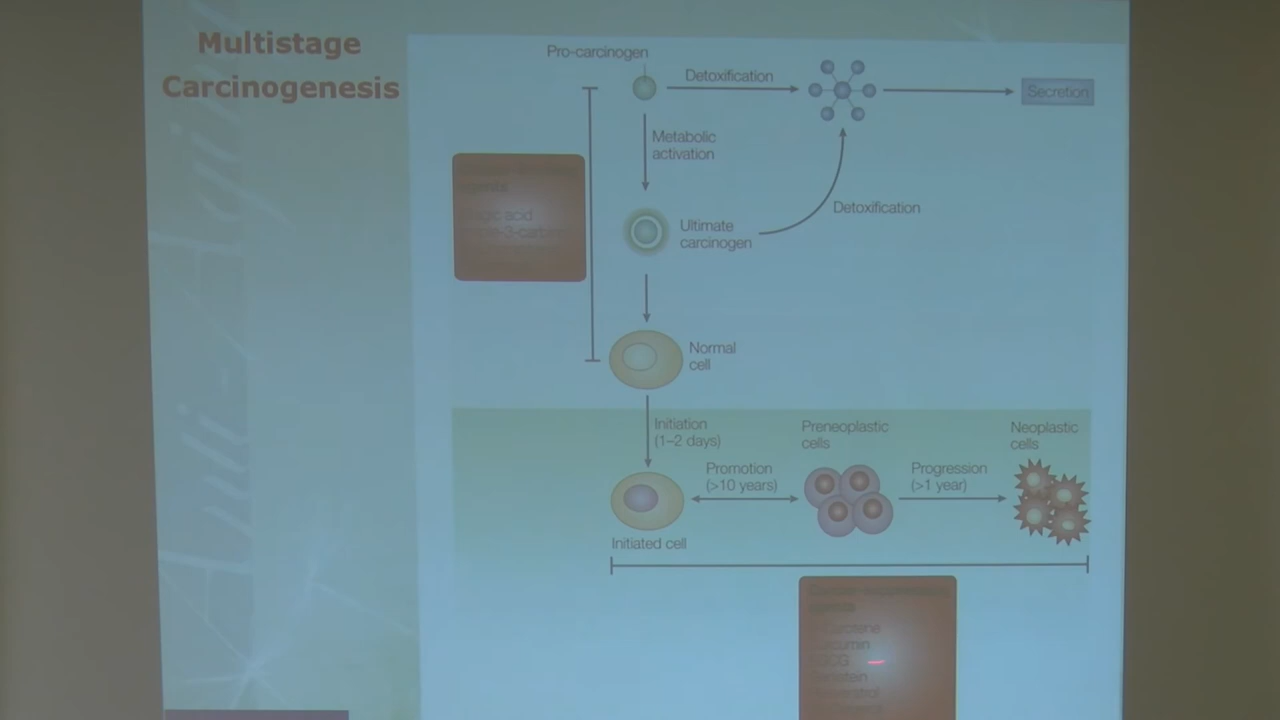 Multistage
Carcinogenesis
Pro-carcinogen
Detoxification
Secretion
Metabolic
activation
acid
Detoxification
Ultimate
carcinogen
Normal
cell
Initiation
(1–2 days)
Preneoplastic
cells
Neoplastic
cells
Promotion
(>10 years)
Progression
(>1 year)
Initiated cell